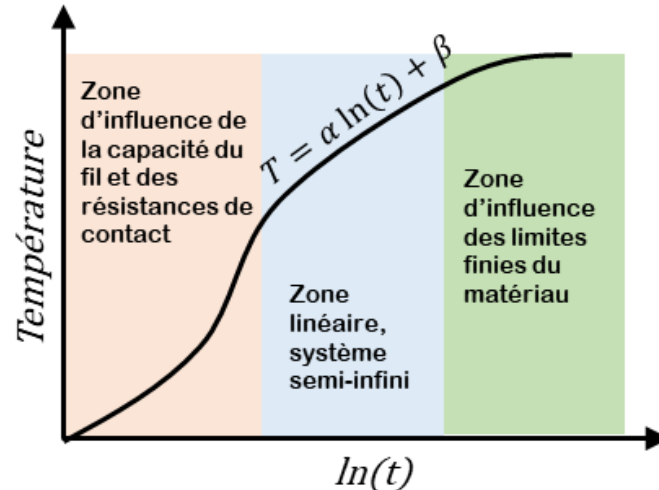 Température
Zone
d'influence de
la capacité du
fil et des
résistances de
contact
T = α ln(t) + β
Zone
linéaire,
système
semi-infini
Zone
d'influence
des limites
finies du
matériau
ln(t)